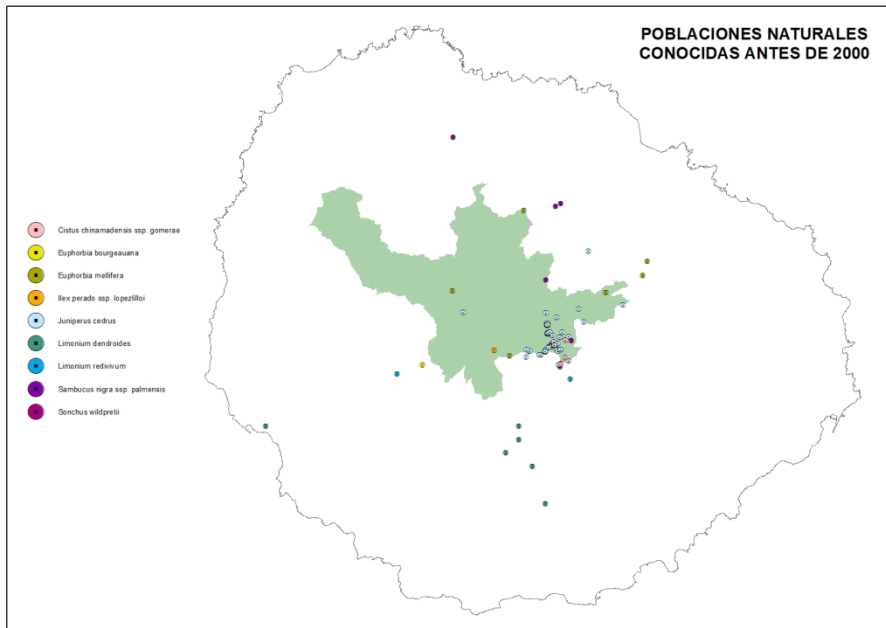 POBLACIONES NATURALES
CONOCIDAS ANTES DE 2000
Cistus chinamadensis ssp. gomerae
Euphorbia bourgeauana
Euphorbia mellifera
Ilex perado ssp. lopezlilloi
Juniperus cedrus
Limonium dendroides
Limonium redivivum
Sambucus nigra ssp. palmensis
Sonchus wildpretii